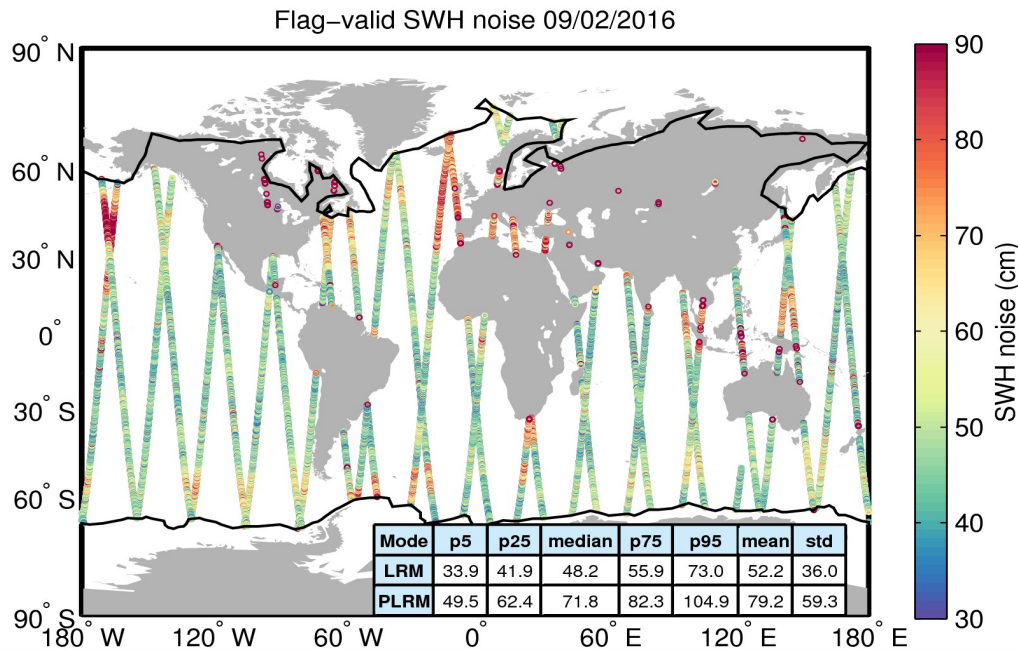 Flag−valid SWH noise 09/02/2016
90° N
60° N
30° N
0°
30° S
60° S
90° S
180° W
120° W
60° W
0°
60° E
120° E
180° E
Mode p5 p25 median p75 p95 mean std
LRM 33.9 41.9 48.2 55.9 73.0 52.2 36.0
PLRM 49.5 62.4 71.8 82.3 104.9 79.2 59.3
90
80
70
60
50
40
30
SWH noise (cm)